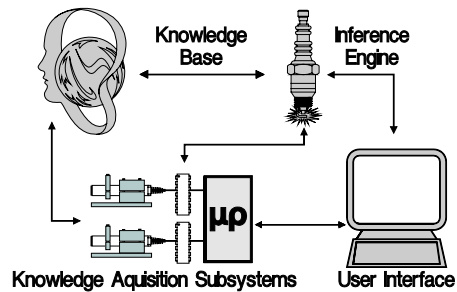 Knowledge
Base
Inference
Engine
μρ
Knowledge Aquisition Subsystems
User Interface